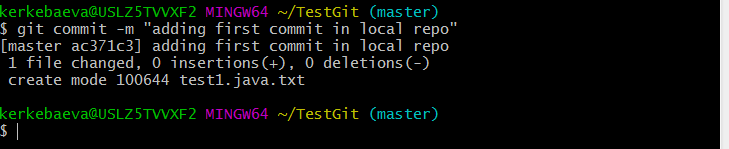 kerkebaeva@USLZ5TVVXF2 MINGW64 ~/TestGit (master)
$ git commit -m "adding first commit in local repo"
[master ac371c3] adding first commit in local repo
 1 file changed, 0 insertions(+), 0 deletions(-)
 create mode 100644 test1.java.txt

kerkebaeva@USLZ5TVVXF2 MINGW64 ~/TestGit (master)
$